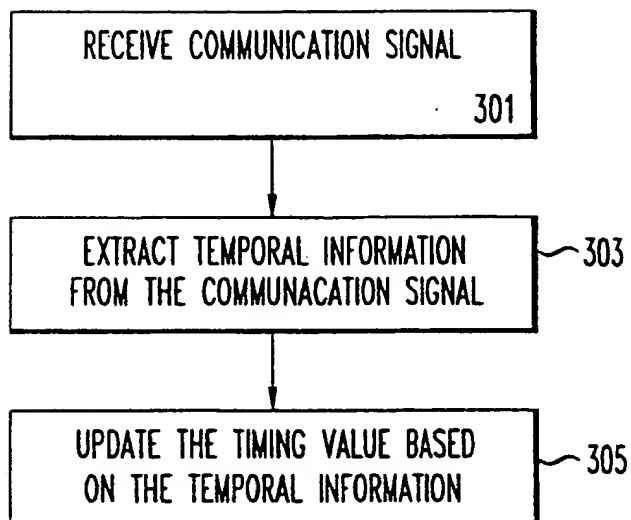 RECEIVE COMMUNICATION SIGNAL
301
EXTRACT TEMPORAL INFORMATION
FROM THE COMMUNACATION SIGNAL
303
UPDATE THE TIMING VALUE BASED
ON THE TEMPORAL INFORMATION
305